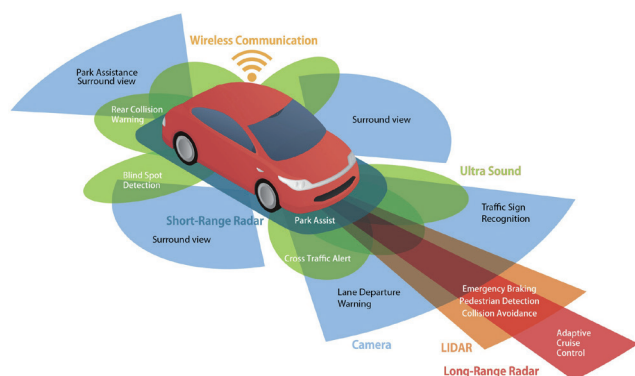 Wireless Communication
Park Assistance
Surround view
Rear Collision
Warning
Surround view
Blind Spot
Detection
Ultra Sound
Traffic Sign
Recognition
Short-Range Radar
Park Assist
Surround view
Cross Traffic Alert
Lane Departure
Warning
Emergency Braking
Pedestrian Detection
Collision Avoidance
Adaptive
Cruise
Control
Camera
LIDAR
Long-Range Radar